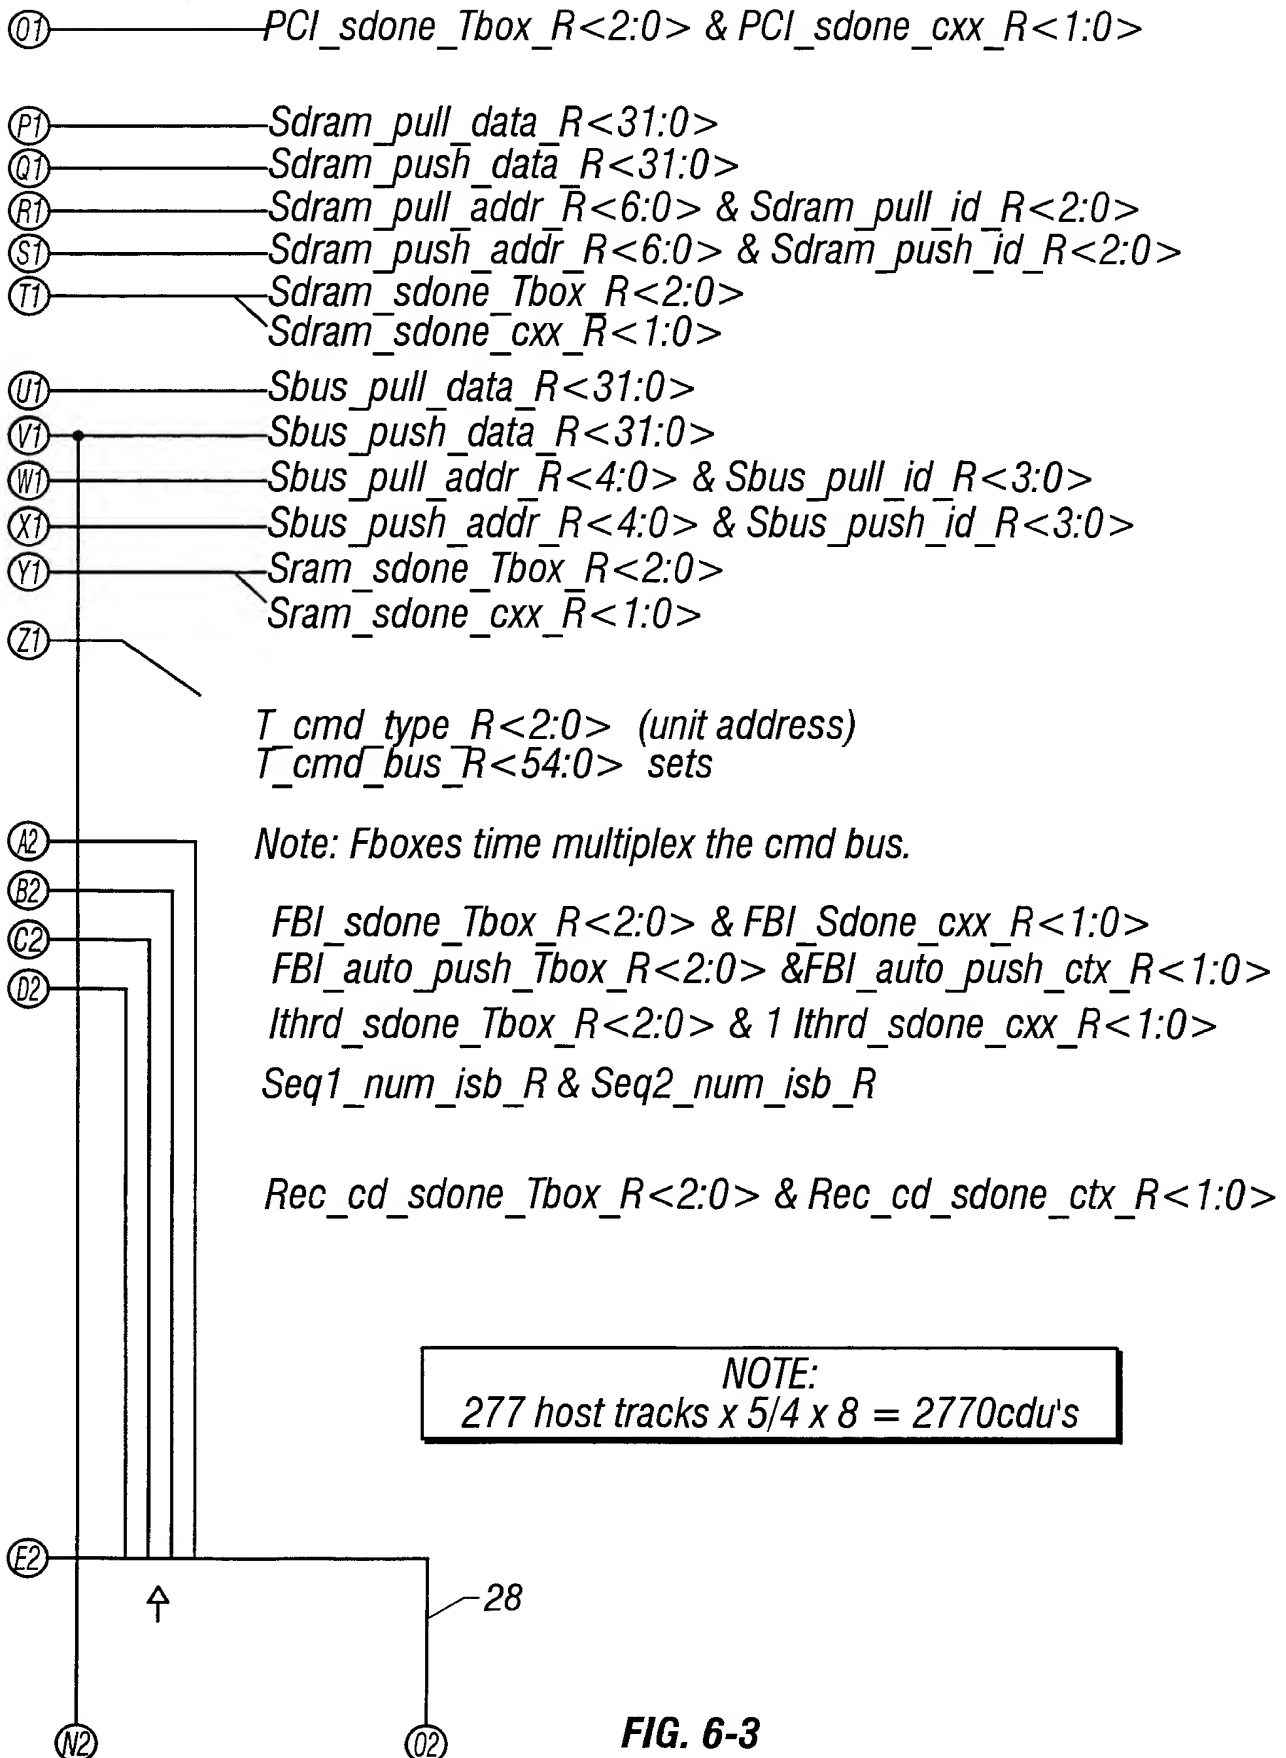 O1 PCI_sdone_Tbox_R<2:0> & PCI_sdone_cxx_R<1:0>
P1 Sdram_pull_data_R<31:0>
Q1 Sdram_push_data_R<31:0>
R1 Sdram_pull_addr_R<6:0> & Sdram_pull_id_R<2:0>
S1 Sdram_push_addr_R<6:0> & Sdram_push_id_R<2:0>
T1 Sdram_sdone_Tbox_R<2:0>
Sdram_sdone_cxx_R<1:0>
U1 Sbus_pull_data_R<31:0>
V1 Sbus_push_data_R<31:0>
W1 Sbus_pull_addr_R<4:0> & Sbus_pull_id_R<3:0>
X1 Sbus_push_addr_R<4:0> & Sbus_push_id_R<3:0>
Y1 Sram_sdone_Tbox_R<2:0>
Sram_sdone_cxx_R<1:0>
Z1
T_cmd_type_R<2:0> (unit address)
T_cmd_bus_R<54:0> sets
A2 Note: Fboxes time multiplex the cmd bus.
B2
FBI_sdone_Tbox_R<2:0> & FBI_Sdone_cxx_R<1:0>
C2
FBI_auto_push_Tbox_R<2:0> &FBI_auto_push_ctx_R<1:0>
D2
Ithrd_sdone_Tbox_R<2:0> & 1 Ithrd_sdone_cxx_R<1:0>
Seq1_num_isb_R & Seq2_num_isb_R
Rec_cd_sdone_Tbox_R<2:0> & Rec_cd_sdone_ctx_R<1:0>
NOTE:
277 host tracks x 5/4 x 8 = 2770cdu's
E2
28
N2
O2
FIG. 6-3